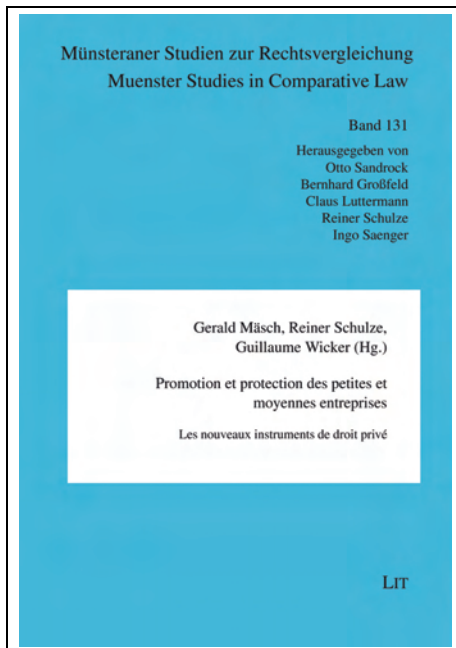 Münsteraner Studien zur Rechtsvergleichung
Muenster Studies in Comparative Law
Band 131
Herausgegeben von
Otto Sandrock
Bernhard Großfeld
Claus Luttermann
Reiner Schulze
Ingo Saenger
Gerald Mäsch, Reiner Schulze,
Guillaume Wicker (Hg.)
Promotion et protection des petites et
moyennes entreprises
Les nouveaux instruments de droit privé
LIT